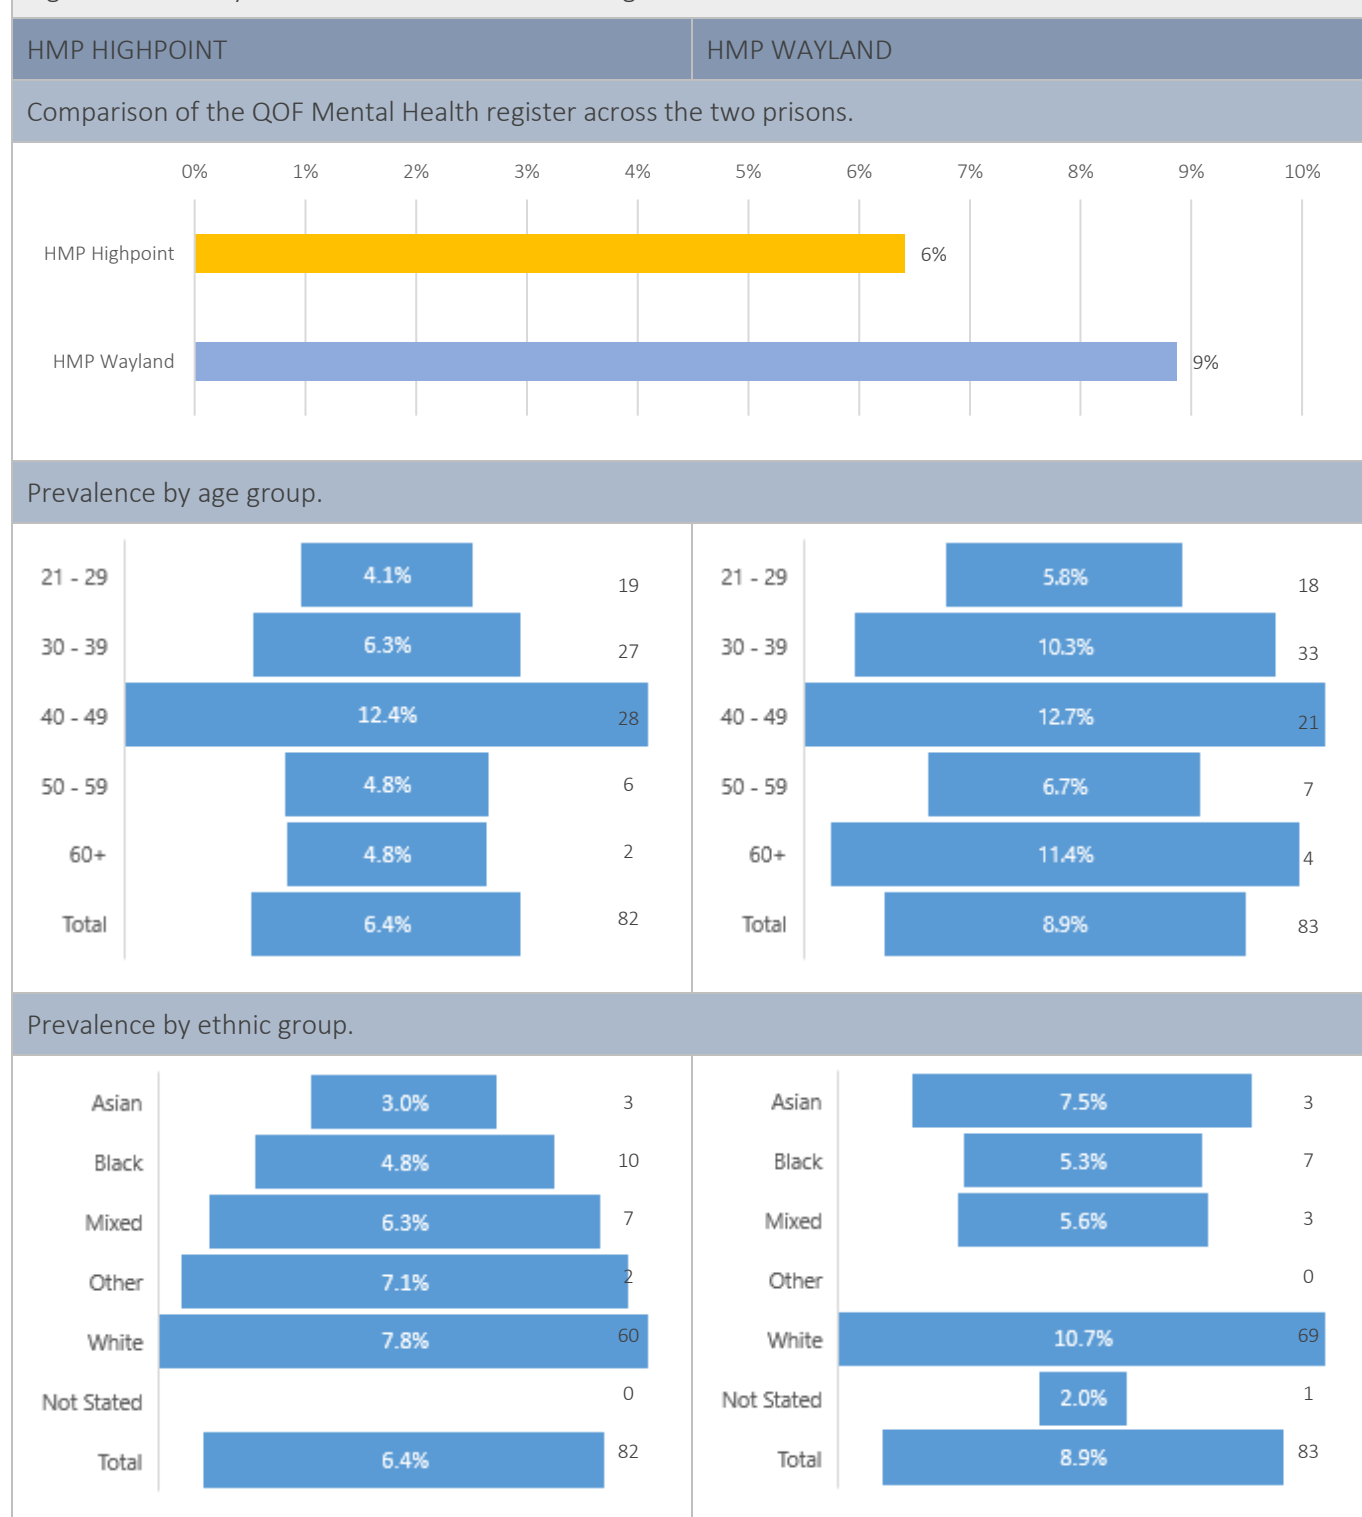 HMP HIGHPOINT
HMP WAYLAND
Comparison of the QOF Mental Health register across the two prisons.
0% 1% 2% 3% 4% 5% 6% 7% 8% 9% 10%
HMP Highpoint 6%
HMP Wayland 9%
Prevalence by age group.
21 - 29 4.1% 19
30 - 39 6.3% 27
40 - 49 12.4% 28
50 - 59 4.8% 6
60+ 4.8% 2
Total 6.4% 82
21 - 29 5.8% 18
30 - 39 10.3% 33
40 - 49 12.7% 21
50 - 59 6.7% 7
60+ 11.4% 4
Total 8.9% 83
Prevalence by ethnic group.
Asian 3.0% 3
Black 4.8% 10
Mixed 6.3% 7
Other 7.1% 2
White 7.8% 60
Not Stated 0
Total 6.4% 82
Asian 7.5% 3
Black 5.3% 7
Mixed 5.6% 3
Other 0
White 10.7% 69
Not Stated 2.0% 1
Total 8.9% 83